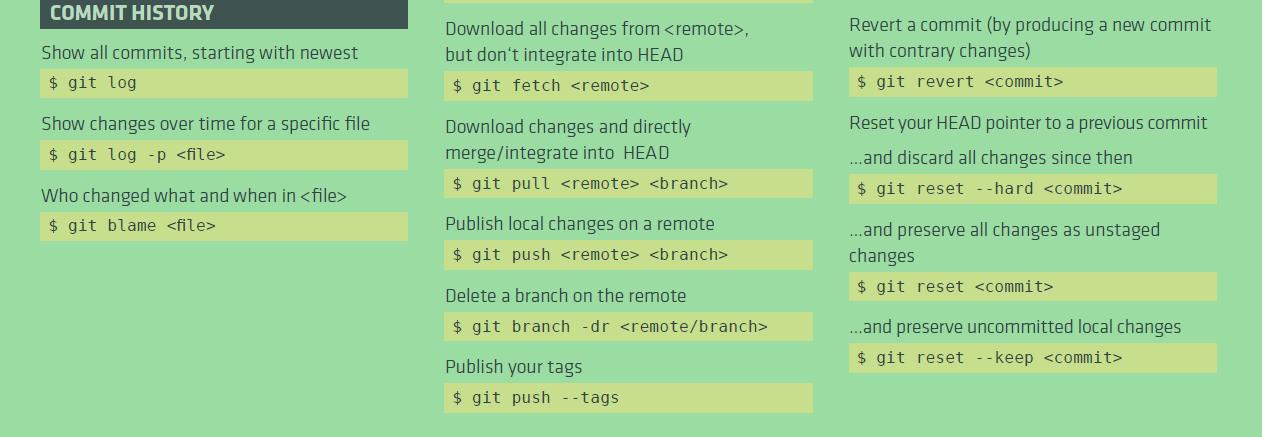 COMMIT HISTORY
Show all commits, starting with newest
$ git log
Show changes over time for a specific file
$ git log -p <file>
Who changed what and when in <file>
$ git blame <file>
Download all changes from <remote>,
but don‘t integrate into HEAD
$ git fetch <remote>
Download changes and directly
merge/integrate into HEAD
$ git pull <remote> <branch>
Publish local changes on a remote
$ git push <remote> <branch>
Delete a branch on the remote
$ git branch -dr <remote/branch>
Publish your tags
$ git push --tags
Revert a commit (by producing a new commit
with contrary changes)
$ git revert <commit>
Reset your HEAD pointer to a previous commit
…and discard all changes since then
$ git reset --hard <commit>
…and preserve all changes as unstaged
changes
$ git reset <commit>
…and preserve uncommitted local changes
$ git reset --keep <commit>